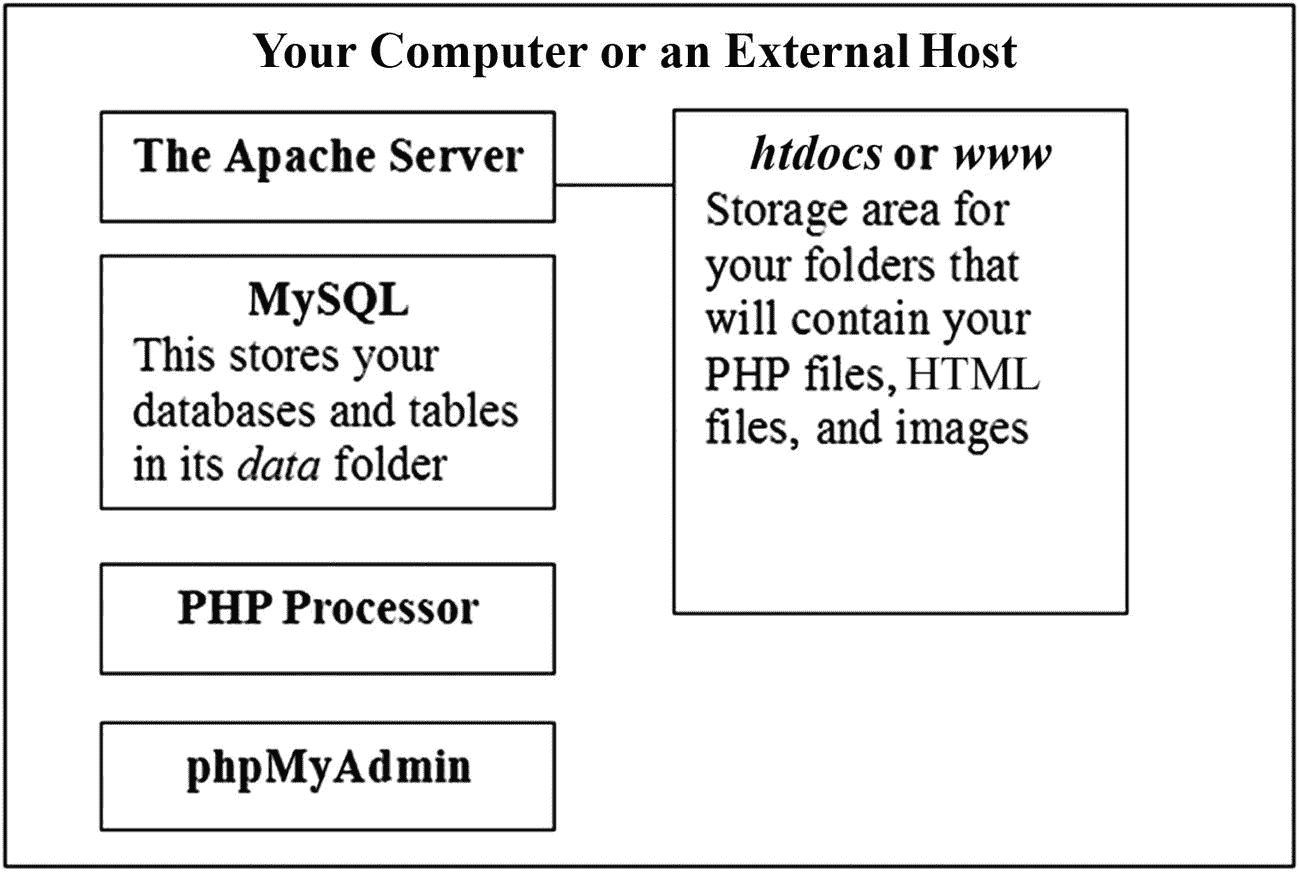 Your Computer or an External Host
The Apache Server
MySQL
This stores your
databases and tables
in its data folder
PHP Processor
phpMyAdmin
htdocs or www
Storage area for
your folders that
will contain your
PHP files, HTML
files, and images